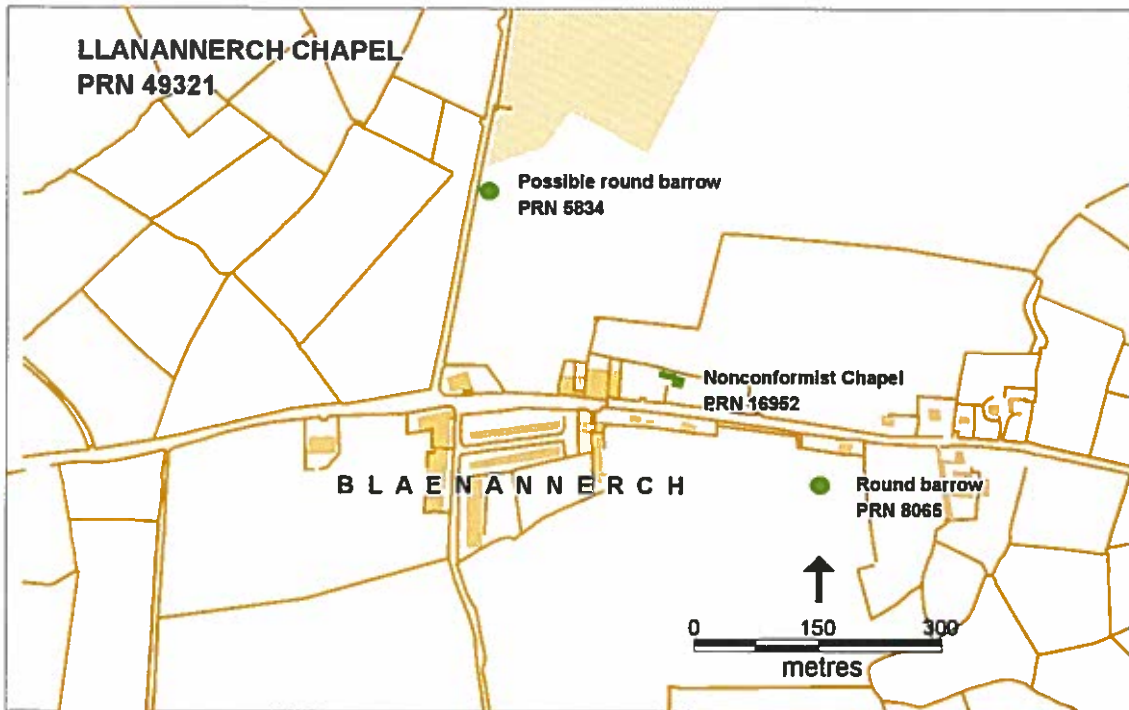 LLANANNERCH CHAPEL
PRN 49321
Possible round barrow
PRN 5834
Nonconformist Chapel
PRN 16952
BLAENANNERCH
Round barrow
PRN 8065
0 150 300
metres